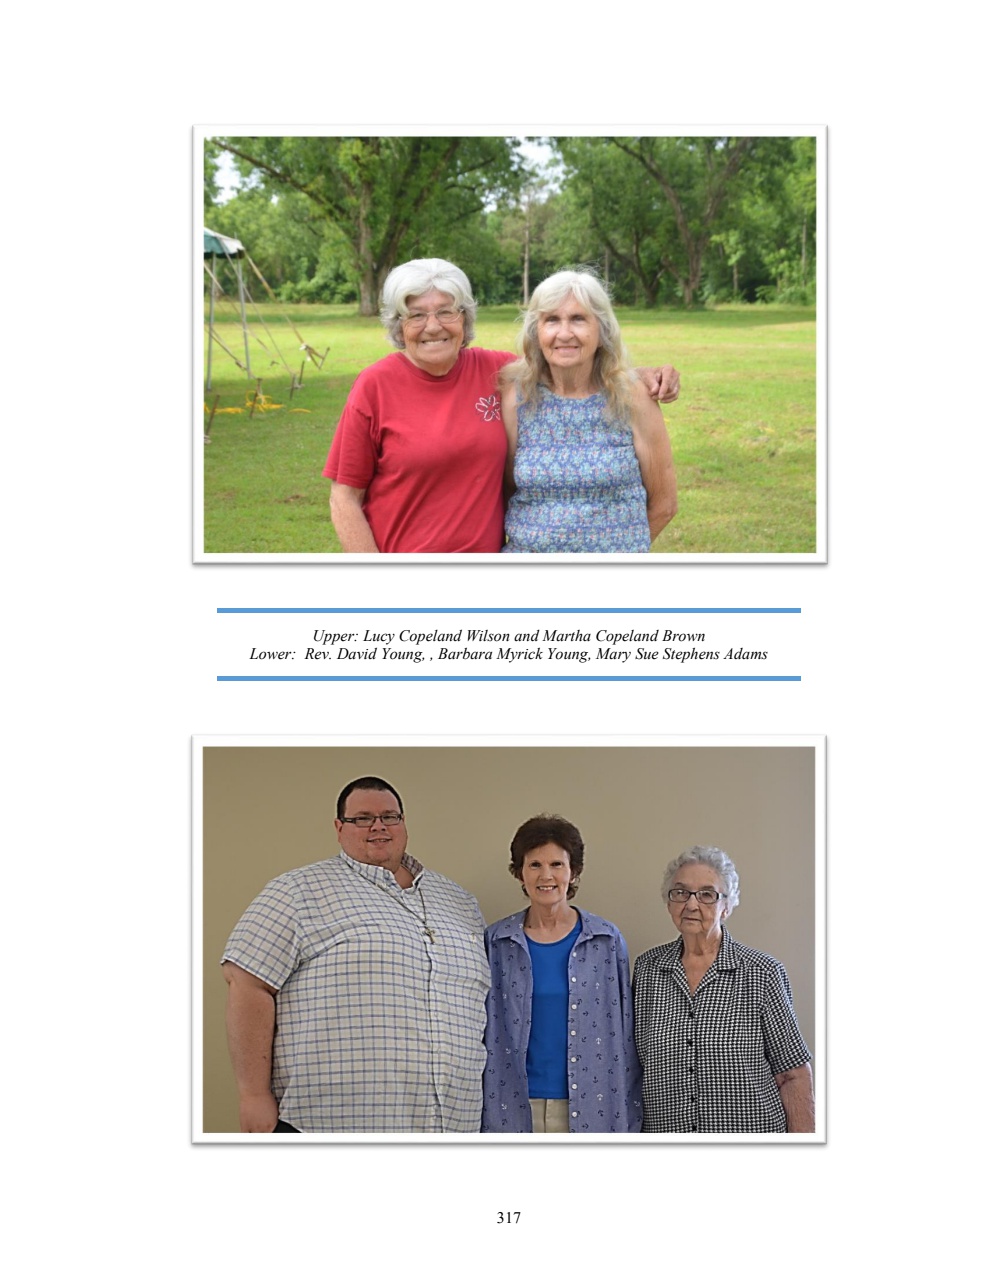 Upper: Lucy Copeland Wilson and Martha Copeland Brown
Lower:  Rev. David Young, , Barbara Myrick Young, Mary Sue Stephens Adams
317